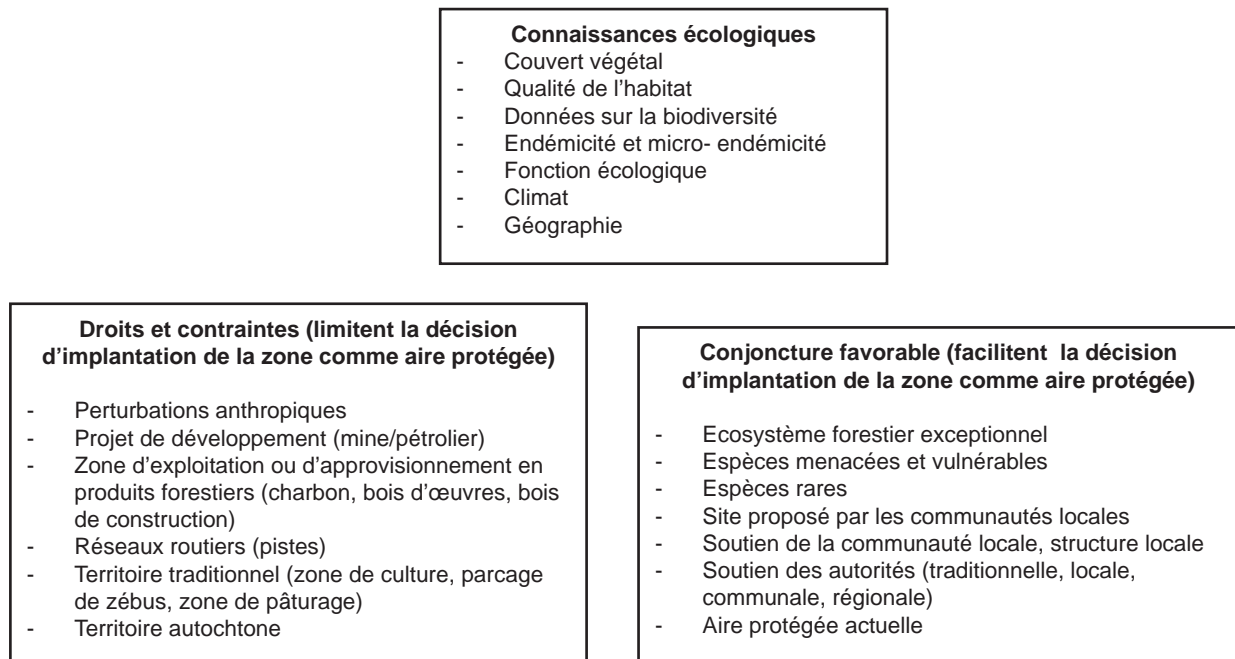 Connaissances écologiques
- Couvert végétal
- Qualité de l'habitat
- Données sur la biodiversité
- Endémicité et micro- endémicité
- Fonction écologique
- Climat
- Géographie
Droits et contraintes (limitent la décision
d'implantation de la zone comme aire protégée)
- Perturbations anthropiques
- Projet de développement (mine/pétrolier)
- Zone d'exploitation ou d'approvisionnement en
produits forestiers (charbon, bois d'œuvres, bois
de construction)
- Réseaux routiers (pistes)
- Territoire traditionnel (zone de culture, parcage
de zébus, zone de pâturage)
- Territoire autochtone
Conjoncture favorable (facilitent  la décision
d'implantation de la zone comme aire protégée)
- Ecosystème forestier exceptionnel
- Espèces menacées et vulnérables
- Espèces rares
- Site proposé par les communautés locales
- Soutien de la communauté locale, structure locale
- Soutien des autorités (traditionnelle, locale,
communale, régionale)
- Aire protégée actuelle